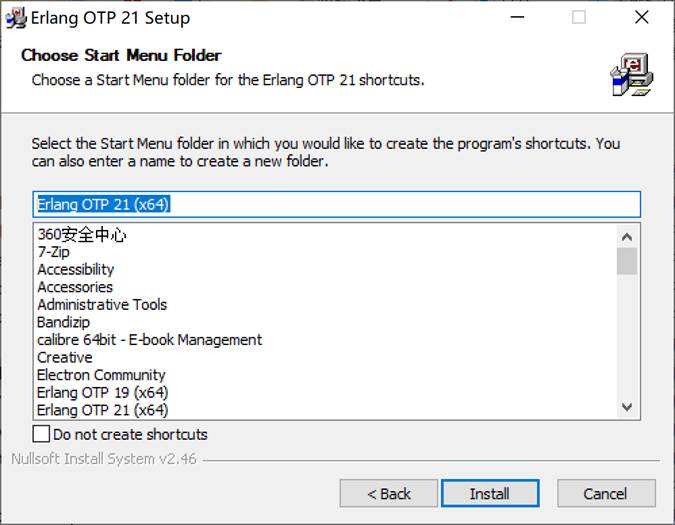 Erlang OTP 21 Setup
Choose Start Menu Folder
Choose a Start Menu folder for the Erlang OTP 21 shortcuts.
Select the Start Menu folder in which you would like to create the program's shortcuts. You
can also enter a name to create a new folder.
Erlang OTP 21 (x64)
360安全中心
7-Zip
Accessibility
Accessories
Administrative Tools
Bandizip
calibre 64bit - E-book Management
Creative
Electron Community
Erlang OTP 19 (x64)
Erlang OTP 21 (x64)
Do not create shortcuts
Nullsoft Install System v2.46
< Back Install Cancel